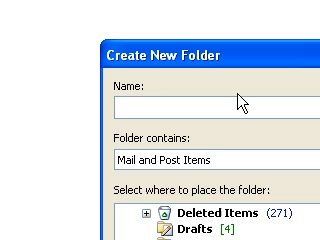 Create New Folder
Name:
Folder contains:
Mail and Post Items
Select where to place the folder:
Deleted Items (271)
Drafts [4]